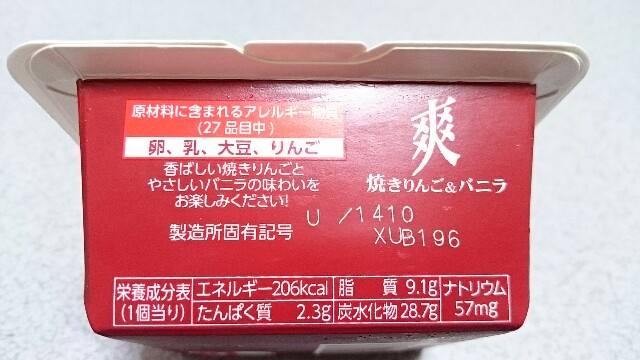 原材料に含まれるアレルギー物質
(27品目中)
卵、乳、大豆、りんご
香ばしい焼きりんごと
やさしいバニラの味わいを
お楽しみください!
製造所固有記号
U /1410
XUB196
爽
焼きりんご&バニラ
栄養成分表
(1個当り)
エネルギー206kcal
たんぱく質 2.3g
脂 質 9.1g
炭水化物28.7g
ナトリウム
57mg